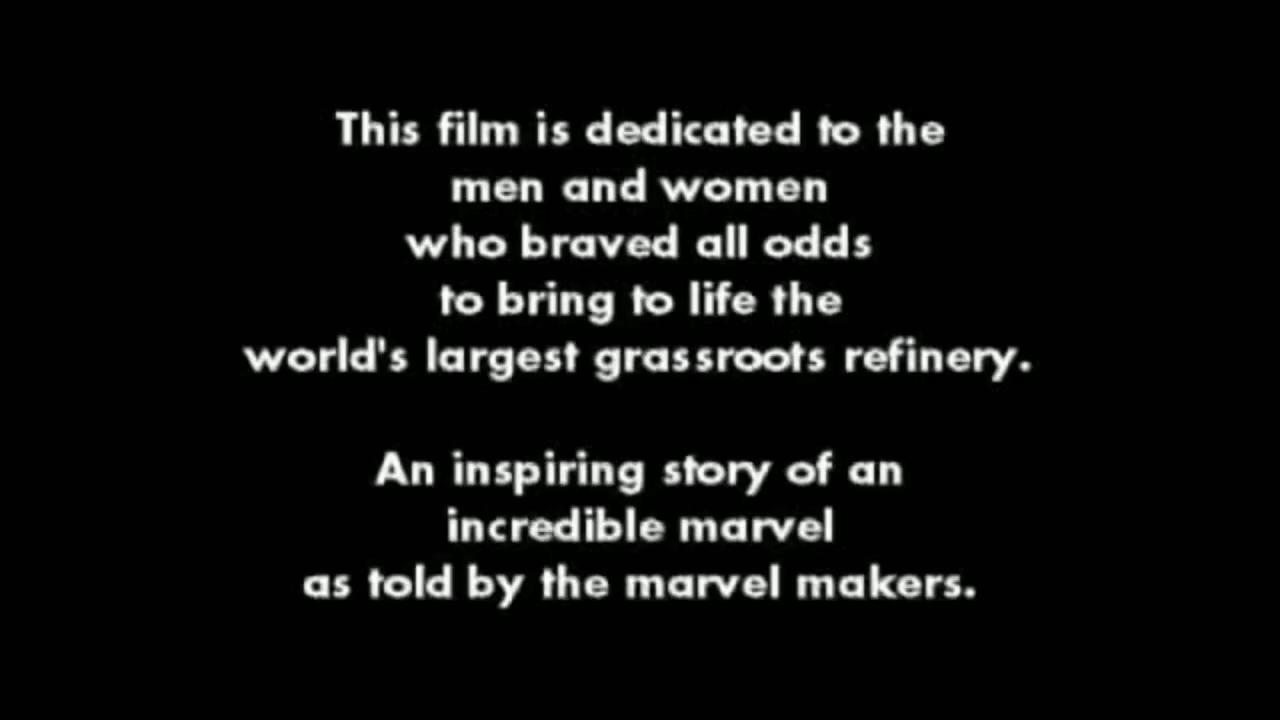 This film is dedicated to the
men and women
who braved all odds
to bring to life the
world's largest grassroots refinery.
An inspiring story of an
incredible marvel
as told by the marvel makers.